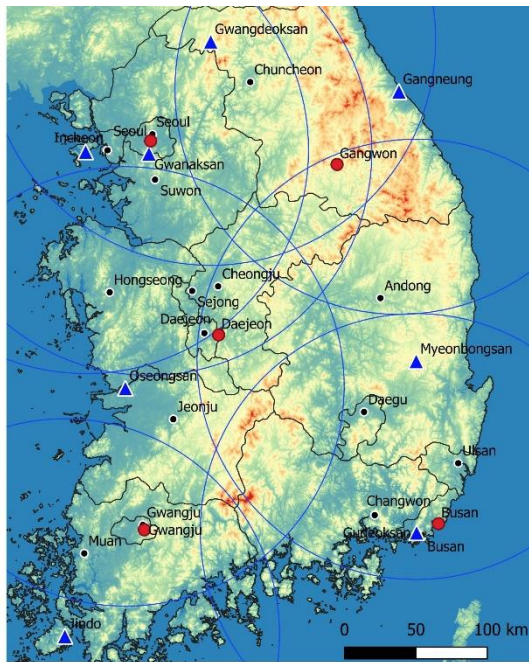 Gwangdeoksan
Chuncheon
Gangneung
Seoul
Seoul
Incheon
Gwanaksan
Gangwon
Suwon
Cheongju
Hongseong
Sejong
Andong
Daejeon
Daejeon
Myeonbongsan
Oseongsan
Daegu
Jeonju
Ulsan
Changwon
Busan
Gwangju
Gwangju
Gudeoksan
Busan
Muan
Jindo
0 50 100 km